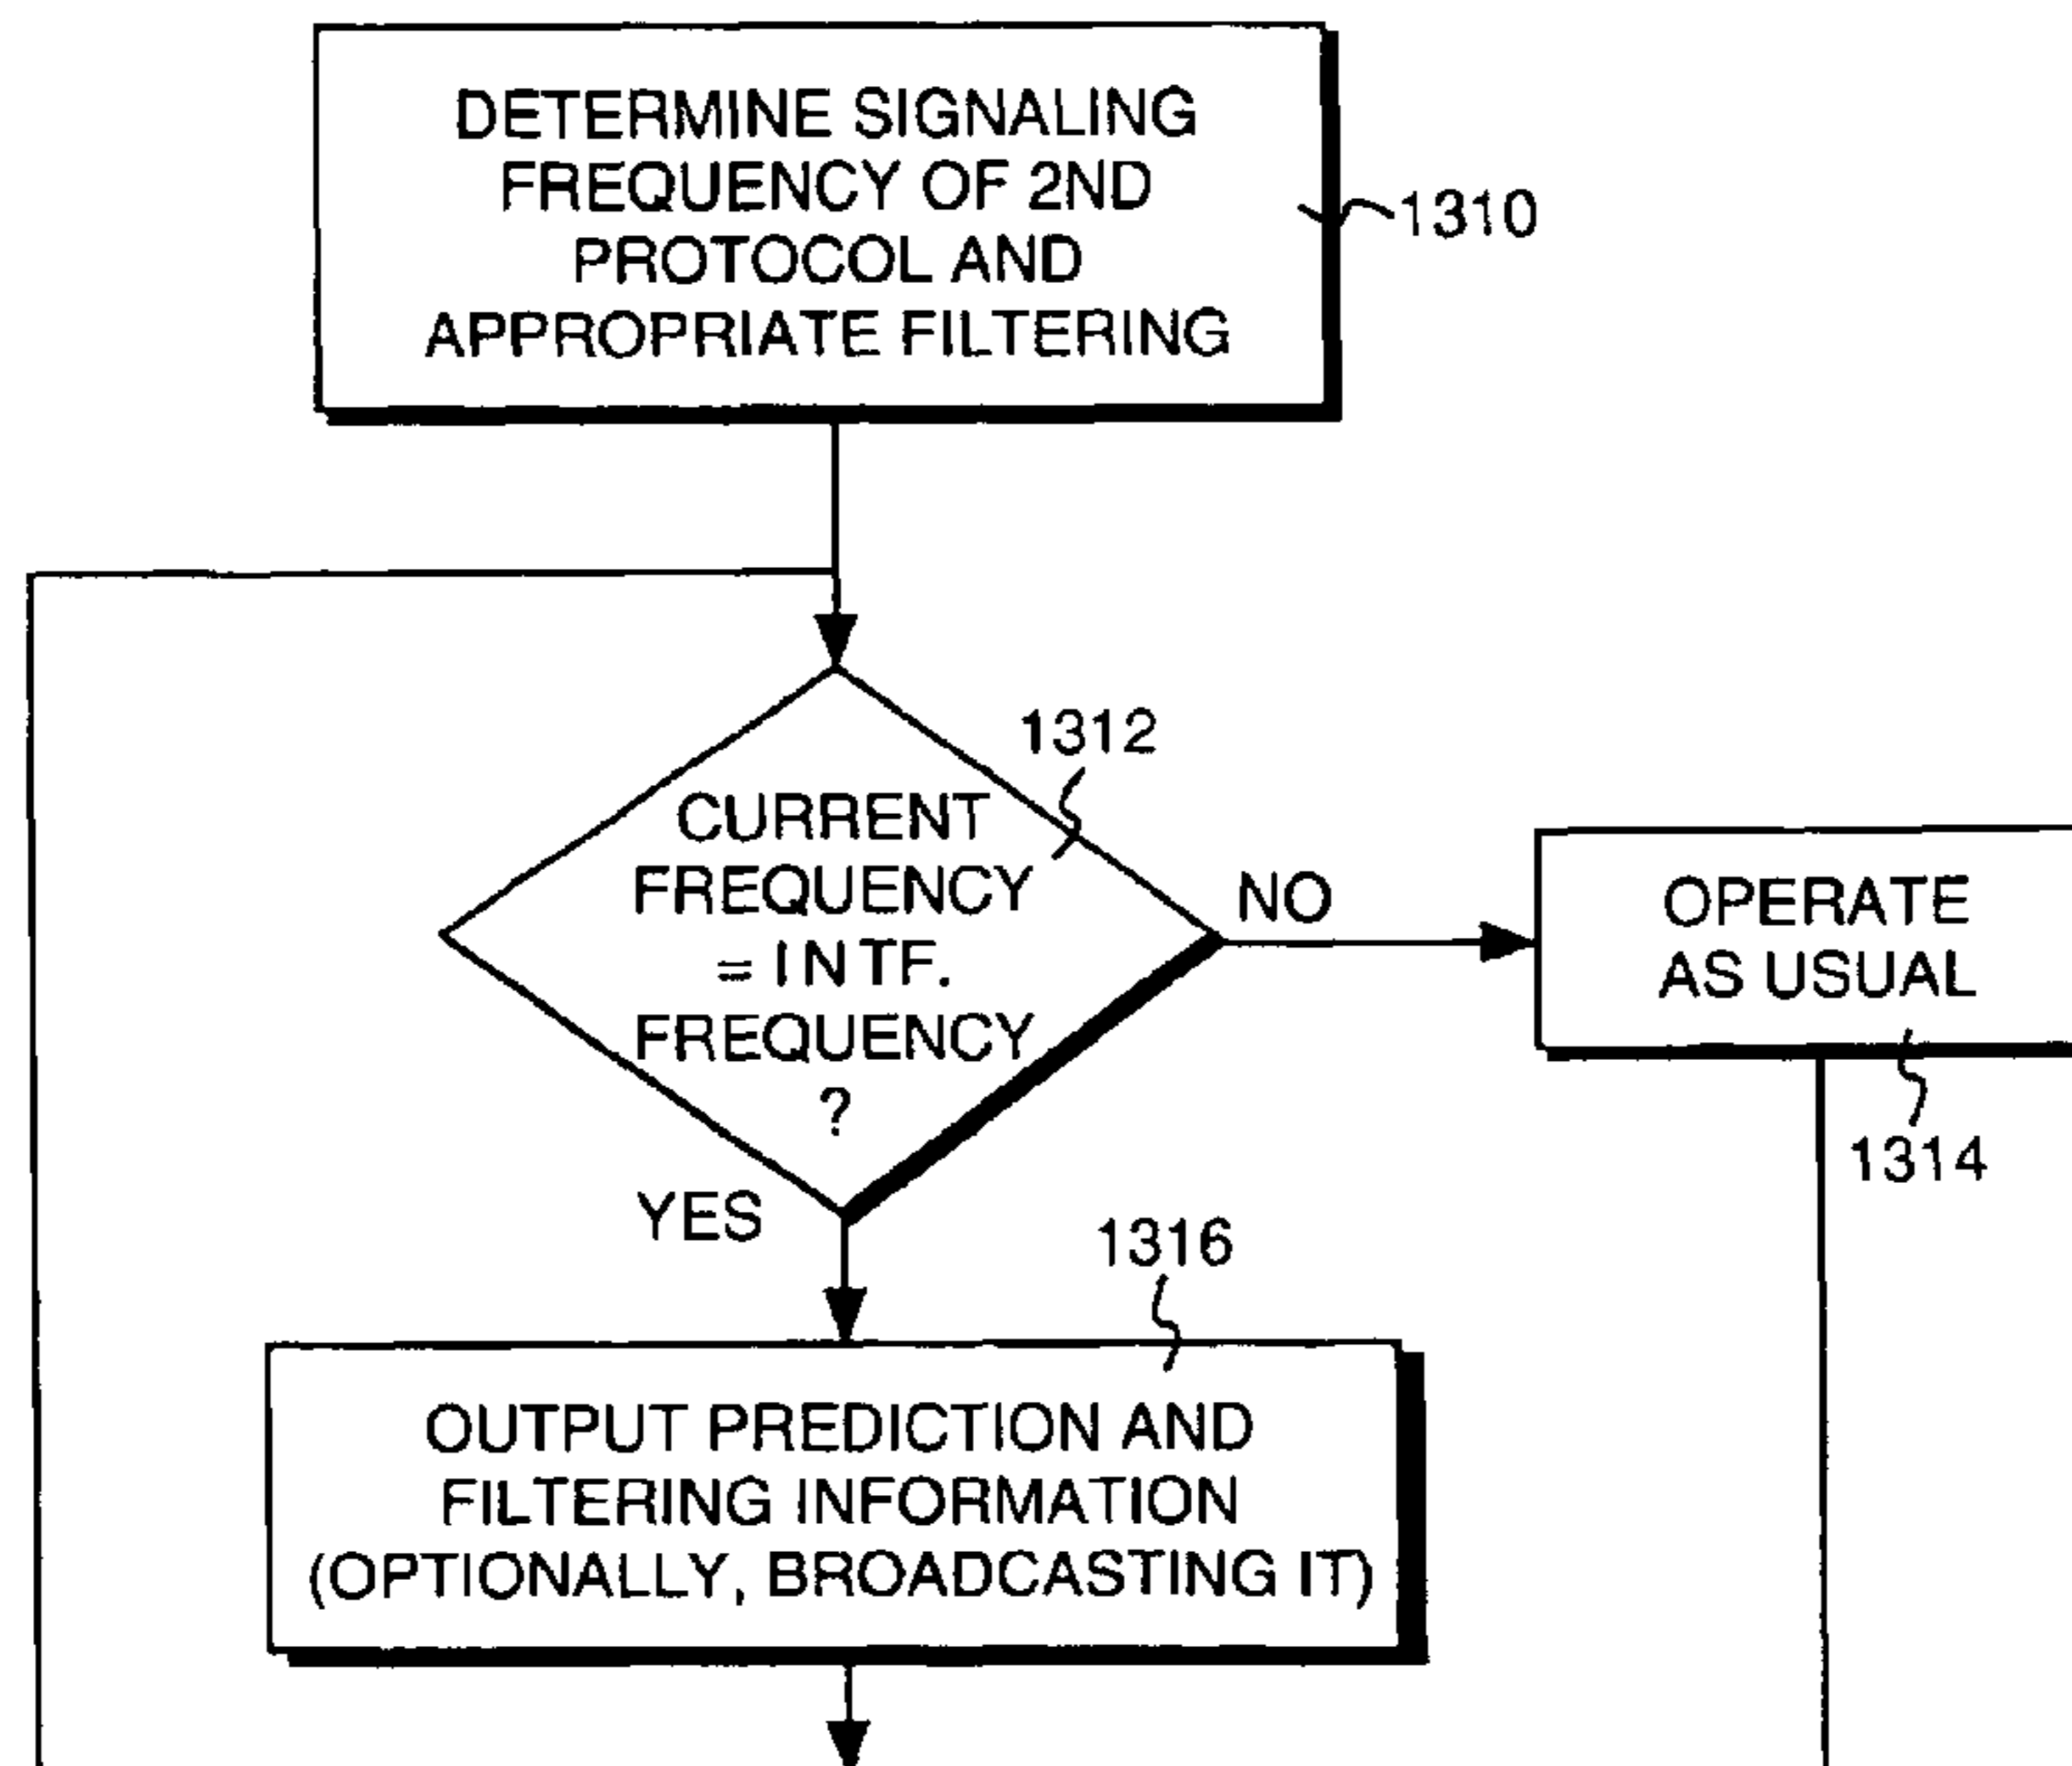 DETERMINE SIGNALING
FREQUENCY OF 2ND
PROTOCOL AND
APPROPRIATE FILTERING
1310
1312
CURRENT
FREQUENCY
= INTF.
FREQUENCY
?
NO
OPERATE
AS USUAL
1314
YES
1316
OUTPUT PREDICTION AND
FILTERING INFORMATION
(OPTIONALLY, BROADCASTING IT)